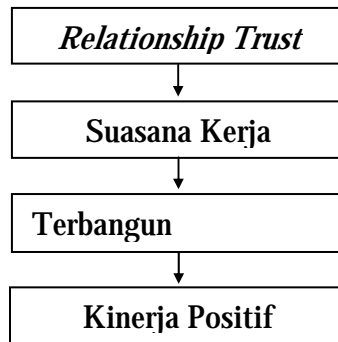 Relationship Trust
Suasana Kerja
Terbangun
Kinerja Positif